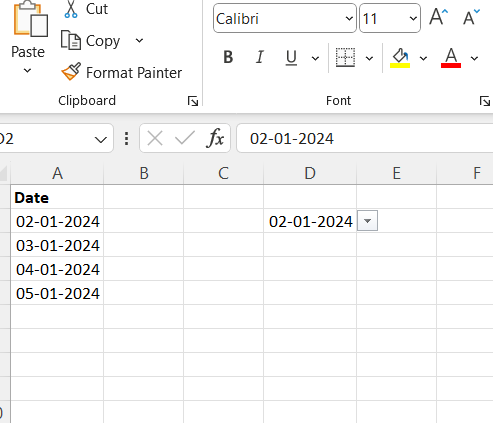 Cut
Calibri 11 A A
Paste
Copy
B I U A
Format Painter
Clipboard Font
fx 02-01-2024
A B C D E F
Date
02-01-2024 02-01-2024
03-01-2024
04-01-2024
05-01-2024